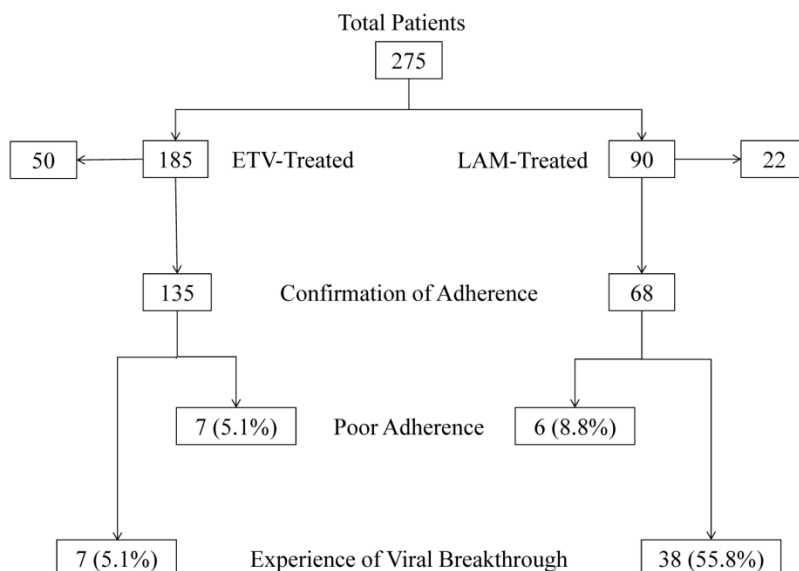 Total Patients
275
50
185
ETV-Treated
LAM-Treated
90
22
135
Confirmation of Adherence
68
7 (5.1%)
Poor Adherence
6 (8.8%)
7 (5.1%)
Experience of Viral Breakthrough
38 (55.8%)